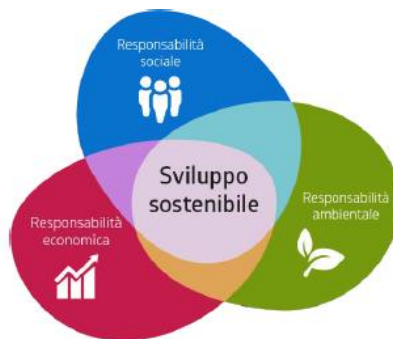 Responsabilità
sociale
Sviluppo
sostenibile
Responsabilità
ambientale
Responsabilità
economica